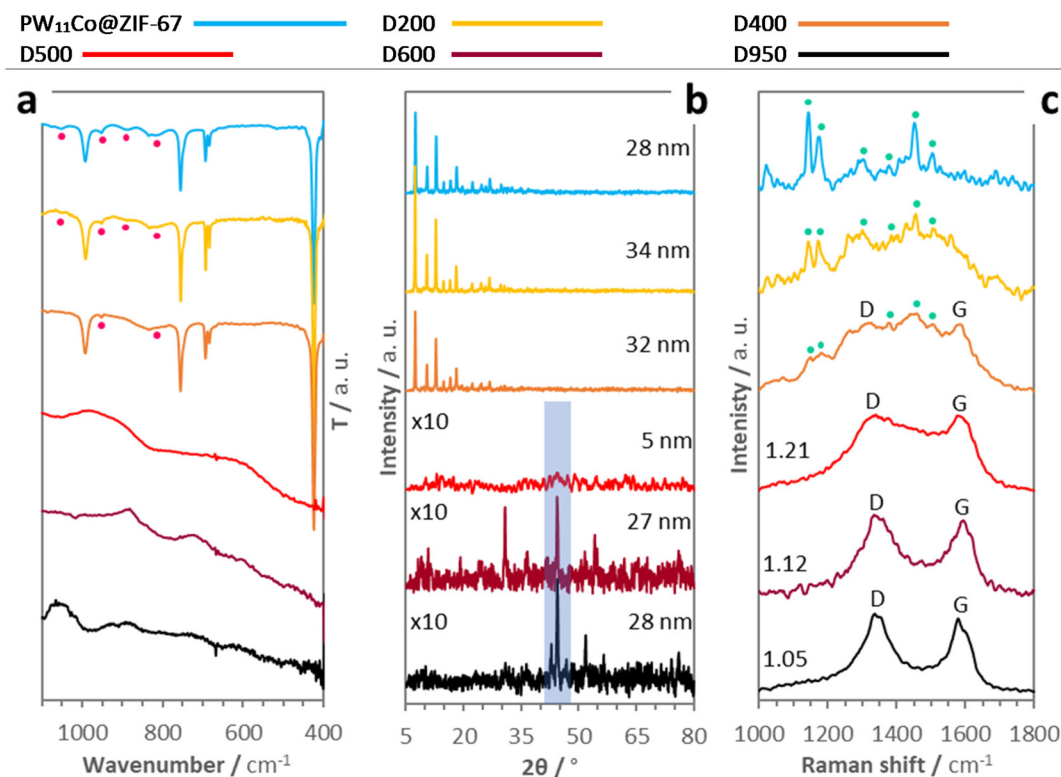 PW₁₁Co@ZIF-67 D200 D400
D500 D600 D950
a
T / a. u.
1000 800 600 400
Wavenumber / cm⁻¹
b
Intensity / a. u.
28 nm
34 nm
32 nm
x10 5 nm
x10 27 nm
x10 28 nm
5 20 35 50 65 80
2θ / °
c
Intenisty / a. u.
D G
D G
1.21
D G
1.12
D G
1.05
1000 1200 1400 1600 1800
Raman shift / cm⁻¹